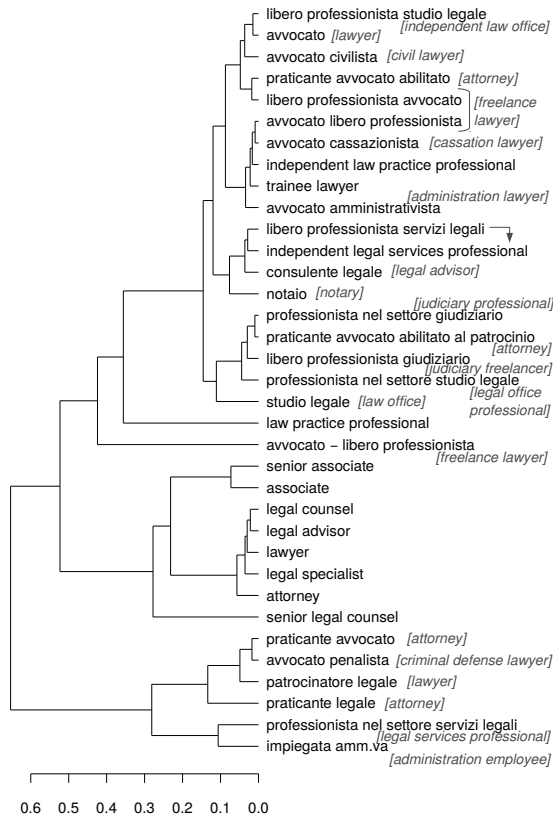 libero professionista studio legale
[independent law office]
avvocato [lawyer]
avvocato civilista [civil lawyer]
praticante avvocato abilitato [attorney]
libero professionista avvocato [freelance
avvocato libero professionista lawyer]
avvocato cassazionista [cassation lawyer]
independent law practice professional
trainee lawyer
[administration lawyer]
avvocato amministrativista
libero professionista servizi legali
independent legal services professional
consulente legale [legal advisor]
notaio [notary]
[judiciary professional]
professionista nel settore giudiziario
praticante avvocato abilitato al patrocinio
[attorney]
libero professionista giudiziario
[judiciary freelancer]
professionista nel settore studio legale
[legal office
studio legale [law office]
professional]
law practice professional
avvocato − libero professionista
[freelance lawyer]
senior associate
associate
legal counsel
legal advisor
lawyer
legal specialist
attorney
senior legal counsel
praticante avvocato [attorney]
avvocato penalista [criminal defense lawyer]
patrocinatore legale [lawyer]
praticante legale [attorney]
professionista nel settore servizi legali
[legal services professional]
impiegata amm.va
[administration employee]
0.6 0.5 0.4 0.3 0.2 0.1 0.0